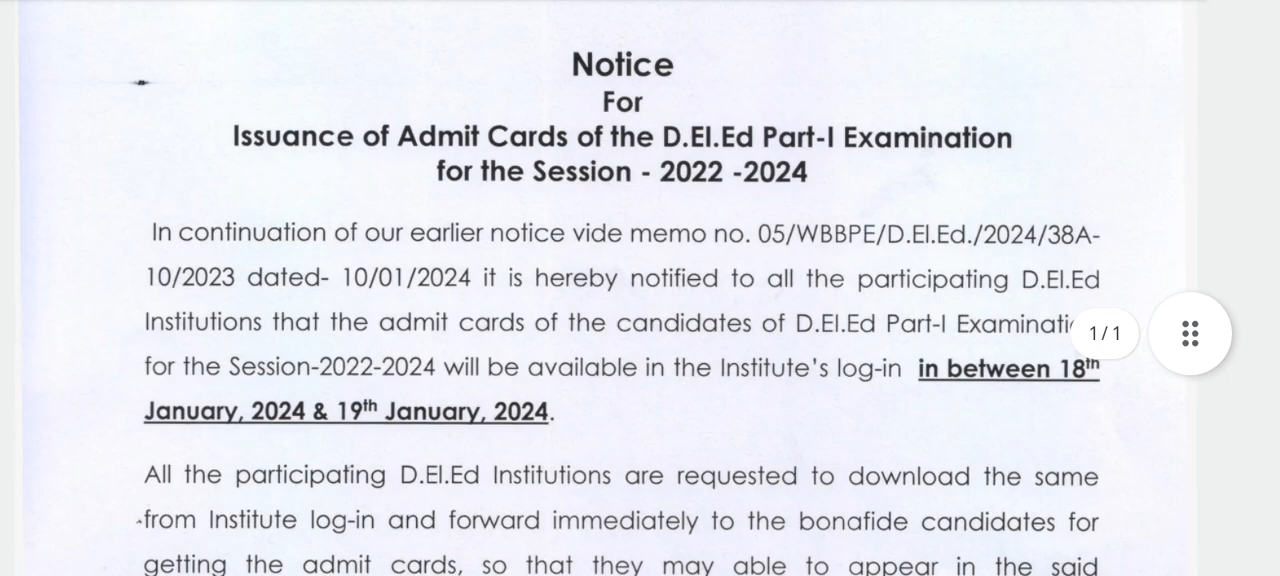 Notice
For
Issuance of Admit Cards of the D.El.Ed Part-I Examination
for the Session - 2022 -2024
In continuation of our earlier notice vide memo no. 05/WBBPE/D.El.Ed./2024/38A-
10/2023 dated- 10/01/2024 it is hereby notified to all the participating D.El.Ed
Institutions that the admit cards of the candidates of D.El.Ed Part-I Examinati
1/1
for the Session-2022-2024 will be available in the Institute's log-in in between 18th
January, 2024 & 19th January, 2024.
All the participating D.El.Ed Institutions are requested to download the same
from Institute log-in and forward immediately to the bonafide candidates for
getting the admit cards, so that they may able to appear in the said